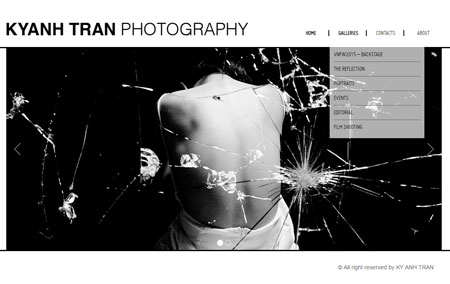 KYANH TRAN PHOTOGRAPHY
HOME GALLERIES CONTACTS ABOUT
VNFW2015 – BACKSTAGE
THE REFLECTION
PORTRAITS
EVENTS
EDITORIAL
FILM SHOOTING
© All right reserved by KY ANH TRAN